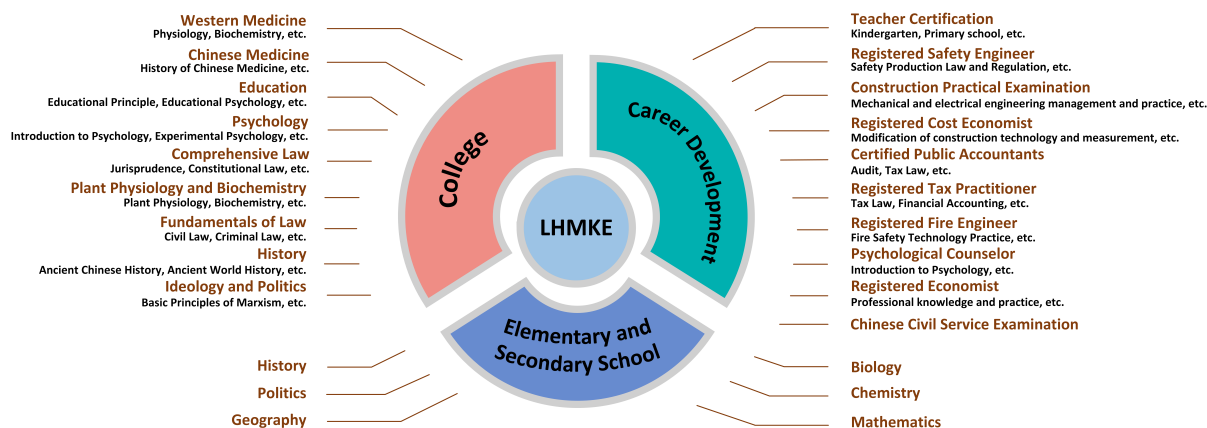 Western Medicine
Physiology, Biochemistry, etc.
Chinese Medicine
History of Chinese Medicine, etc.
Education
Educational Principle, Educational Psychology, etc.
Psychology
Introduction to Psychology, Experimental Psychology, etc.
Comprehensive Law
Jurisprudence, Constitutional Law, etc.
Plant Physiology and Biochemistry
Plant Physiology, Biochemistry, etc.
Fundamentals of Law
Civil Law, Criminal Law, etc.
History
Ancient Chinese History, Ancient World History, etc.
Ideology and Politics
Basic Principles of Marxism, etc.
History
Politics
Geography
College
Career Development
LHMKE
Elementary and
Secondary School
Teacher Certification
Kindergarten, Primary school, etc.
Registered Safety Engineer
Safety Production Law and Regulation, etc.
Construction Practical Examination
Mechanical and electrical engineering management and practice, etc.
Registered Cost Economist
Modification of construction technology and measurement, etc.
Certified Public Accountants
Audit, Tax Law, etc.
Registered Tax Practitioner
Tax Law, Financial Accounting, etc.
Registered Fire Engineer
Fire Safety Technology Practice, etc.
Psychological Counselor
Introduction to Psychology, etc.
Registered Economist
Professional knowledge and practice, etc.
Chinese Civil Service Examination
Biology
Chemistry
Mathematics